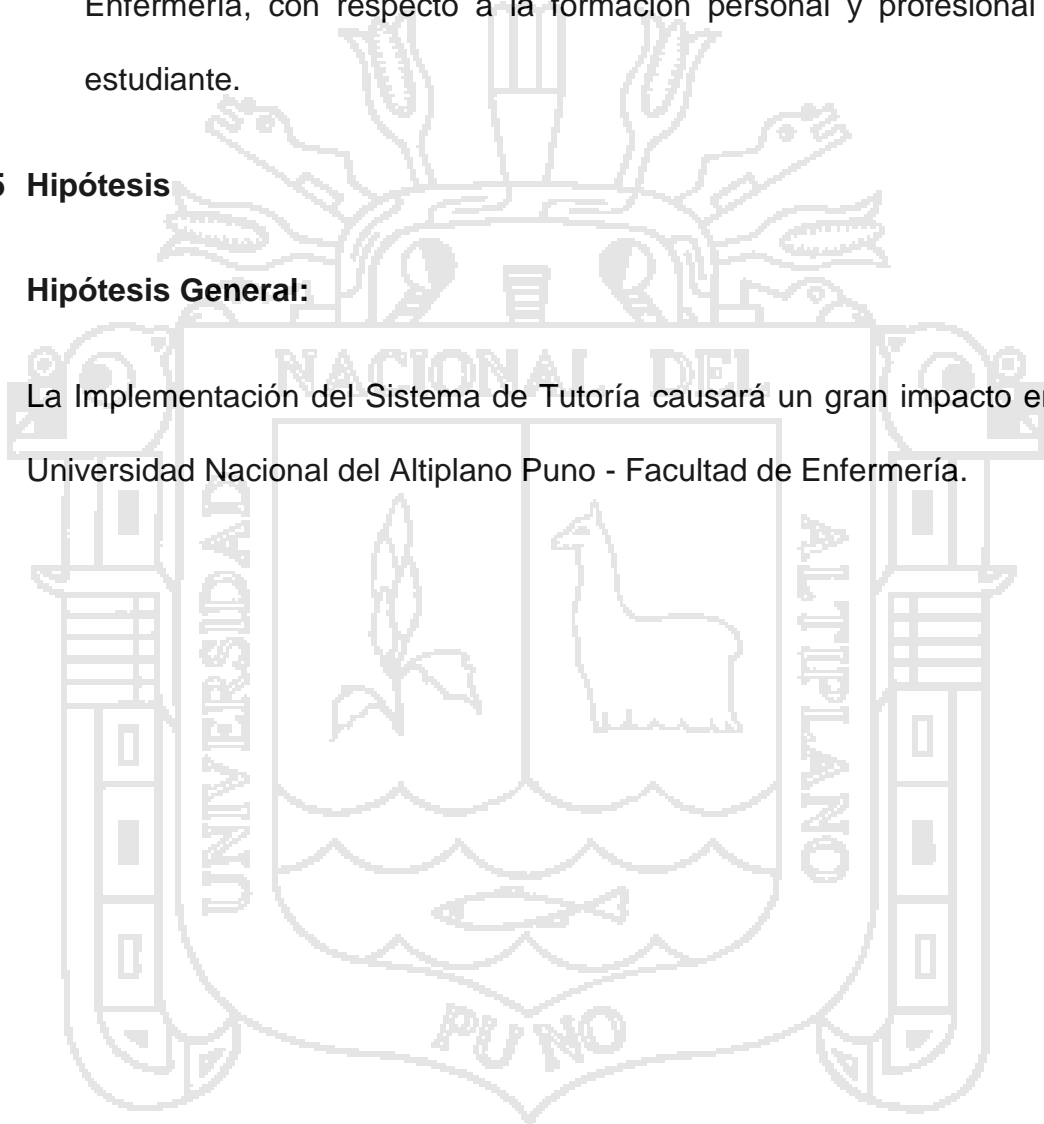 Enfermería, con respecto a la formación personal y profesional
estudiante.
5 Hipótesis
Hipótesis General:
La Implementación del Sistema de Tutoría causará un gran impacto en
Universidad Nacional del Altiplano Puno - Facultad de Enfermería.
NACIONAL DEL
UNIVERSIDAD
ALTIPLANO
PUNO